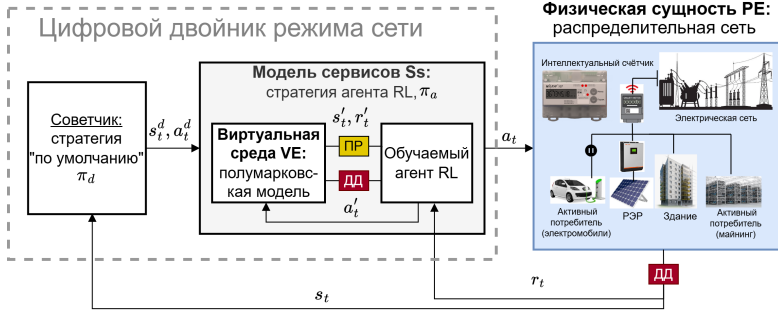 Цифровой двойник режима сети
Физическая сущность PE:
распределительная сеть
Советчик:
стратегия
"по умолчанию"
π_d
s_t^d, a_t^d
Модель сервисов Ss:
стратегия агента RL, π_a
s_t', r_t'
Виртуальная
среда VE:
полумарковс-
кая модель
ПР
ДД
Обучаемый
агент RL
a_t'
a_t
Интеллектуальный счётчик
Электрическая сеть
Активный
потребитель
(электромобили)
РЭР
Здание
Активный
потребитель
(майнинг)
ДД
r_t
s_t